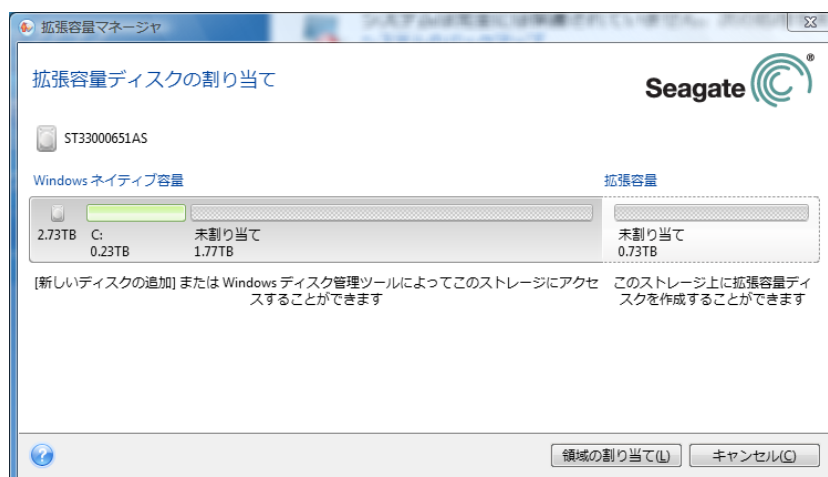 拡張容量マネージャ
拡張容量ディスクの割り当て
Seagate
ST33000651AS
Windows ネイティブ容量
拡張容量
2.73TB
C:
0.23TB
未割り当て
1.77TB
未割り当て
0.73TB
[新しいディスクの追加] または Windows ディスク管理ツールによってこのストレージにアクセ
スすることができます
このストレージ上に拡張容量ディ
スクを作成することができます
領域の割り当て(L)
キャンセル(C)